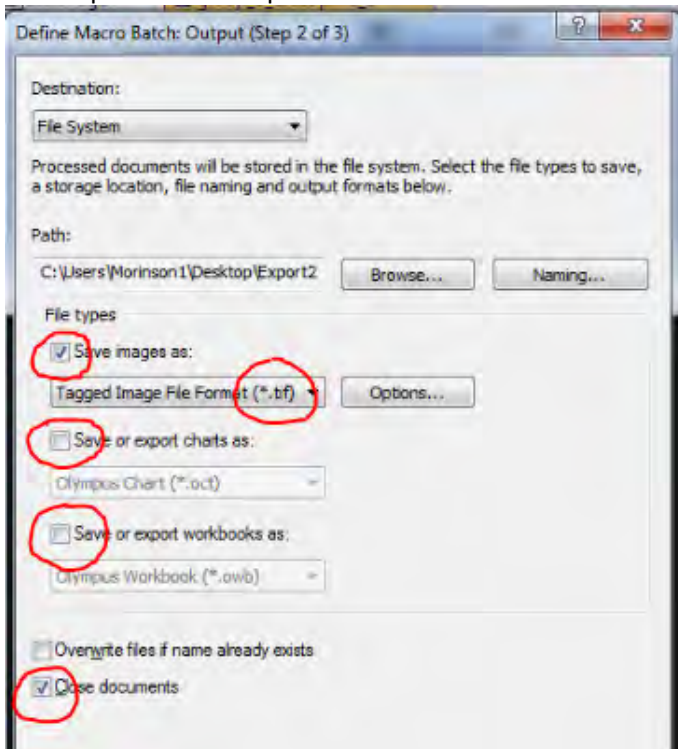 Define Macro Batch: Output (Step 2 of 3)
Destination:
File System
Processed documents will be stored in the file system. Select the file types to save,
a storage location, file naming and output formats below.
Path:
C:\Users\Morinson1\Desktop\Export2 Browse... Naming...
File types
Save images as:
Tagged Image File Format (*.tif) Options...
Save or export charts as:
Olympus Chart (*.oct)
Save or export workbooks as:
Olympus Workbook (*.owb)
Overwrite files if name already exists
Close documents